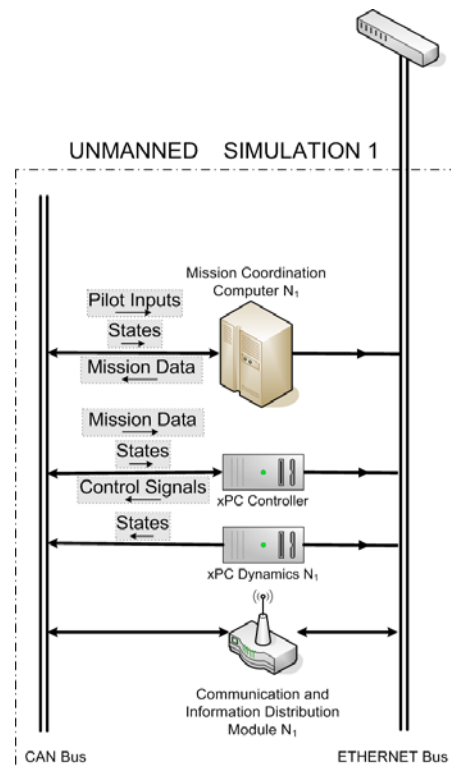 UNMANNED SIMULATION 1
Mission Coordination
Computer N₁
Pilot Inputs
States
Mission Data
Mission Data
States
Control Signals
xPC Controller
States
xPC Dynamics N₁
Communication and
Information Distribution
Module N₁
CAN Bus
ETHERNET Bus